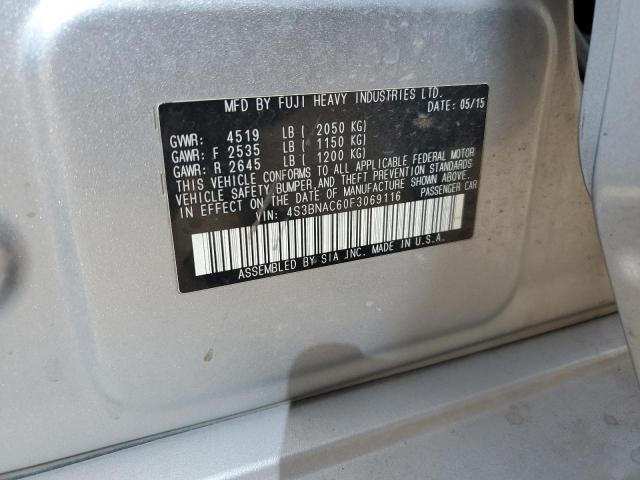 MFD BY FUJI HEAVY INDUSTRIES LTD.
DATE: 05/15
GVWR: 4519 LB ( 2050 KG)
GAWR: F 2535 LB ( 1150 KG)
GAWR: R 2645 LB ( 1200 KG)
THIS VEHICLE CONFORMS TO ALL APPLICABLE FEDERAL MOTOR
VEHICLE SAFETY, BUMPER, AND THEFT PREVENTION STANDARDS
IN EFFECT ON THE DATE OF MANUFACTURE SHOWN ABOVE.
VIN: 4S3BNAC60F3069116 PASSENGER CAR
ASSEMBLED BY SIA INC. MADE IN U.S.A.